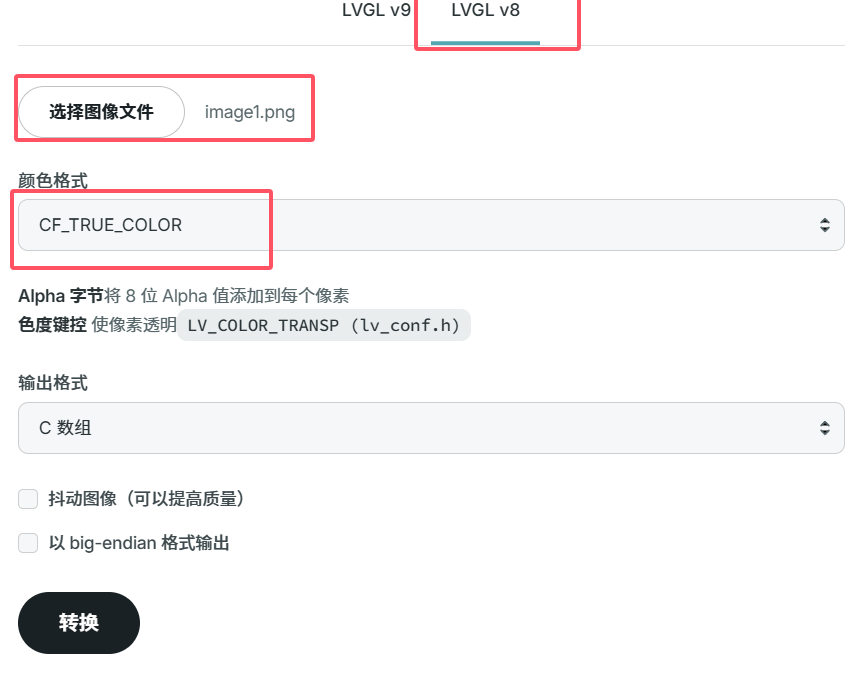 LVGL v9 LVGL v8
选择图像文件 image1.png
颜色格式
CF_TRUE_COLOR
Alpha 字节将 8 位 Alpha 值添加到每个像素
色度键控 使像素透明 LV_COLOR_TRANSP (lv_conf.h)
输出格式
C 数组
抖动图像（可以提高质量）
以 big-endian 格式输出
转换